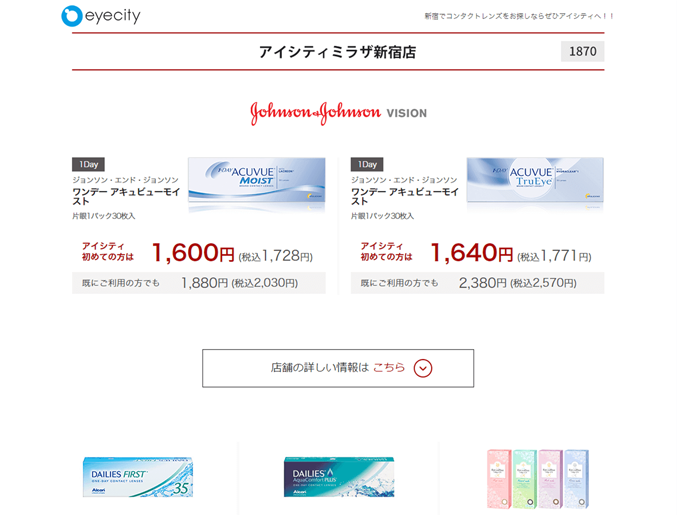 eyecity
新宿でコンタクトレンズをお探しならぜひアイシティへ！！
アイシティミラザ新宿店
1870
Johnson&Johnson VISION
1Day
ジョンソン・エンド・ジョンソン
ワンデー アキュビューモイ
スト
片眼1パック30枚入
1-DAY ACUVUE
MOIST
アイシティ
初めての方は
1,600円 (税込1,728円)
既にご利用の方でも 1,880円 (税込2,030円)
1Day
ジョンソン・エンド・ジョンソン
ワンデー アキュビューモイ
スト
片眼1パック30枚入
1-DAY ACUVUE
TruEye
アイシティ
初めての方は
1,640円 (税込1,771円)
既にご利用の方でも 2,380円 (税込2,570円)
店舗の詳しい情報は こちら
DAILIES FIRST
ONE-DAY CONTACT LENSES
35
Alcon
DAILIES
AquaComfort PLUS
ONE-DAY CONTACT LENSES
Alcon